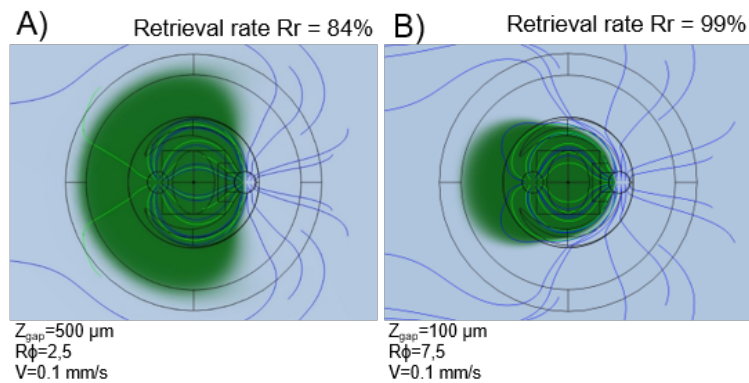 A)
Retrieval rate Rr = 84%
B)
Retrieval rate Rr = 99%
Zgap=500 µm
Rϕ=2,5
V=0.1 mm/s
Zgap=100 µm
Rϕ=7,5
V=0.1 mm/s